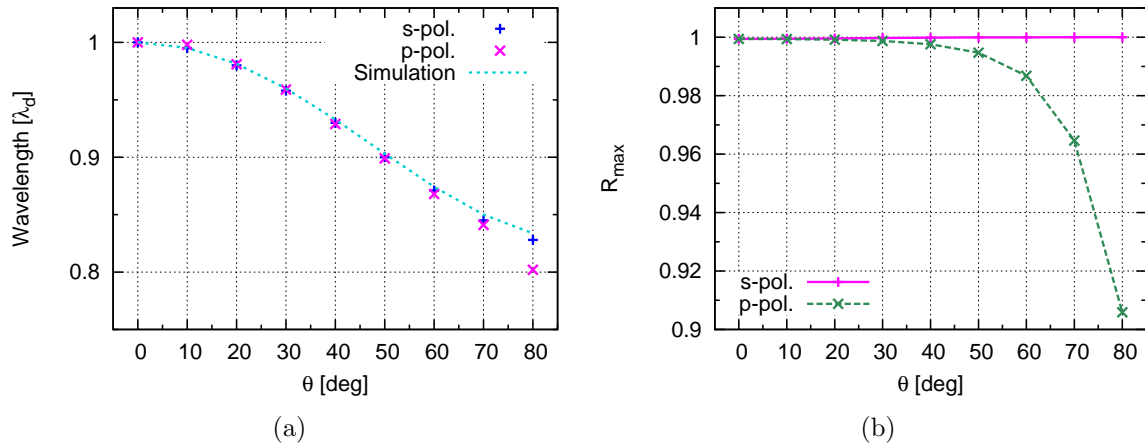 s-pol.
p-pol.
Simulation
1
0.9
0.8
Wavelength [λd]
0 10 20 30 40 50 60 70 80
θ [deg]
(a)
1
0.98
0.96
0.94
0.92
0.9
Rmax
s-pol.
p-pol.
0 10 20 30 40 50 60 70 80
θ [deg]
(b)